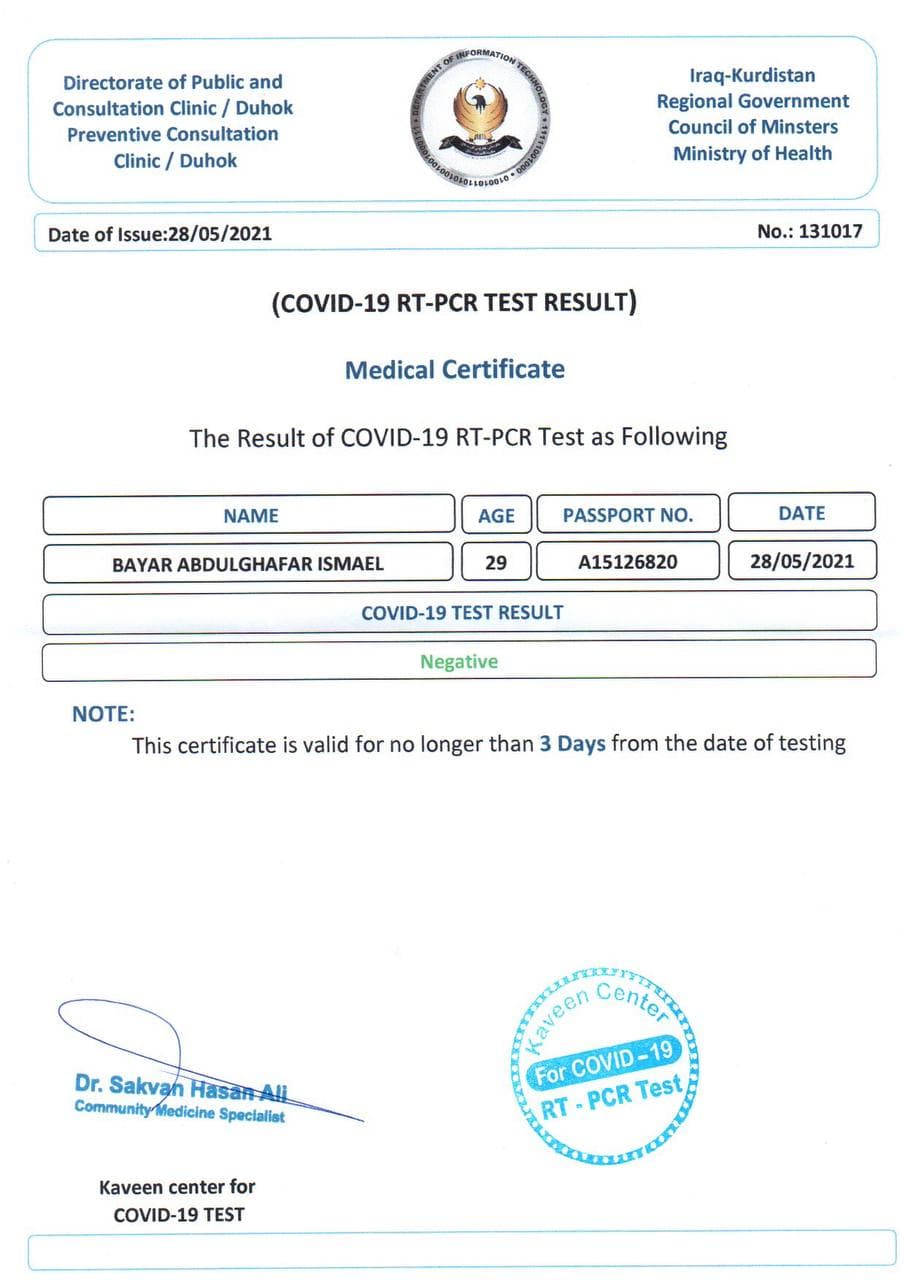 Directorate of Public and
Consultation Clinic / Duhok
Preventive Consultation
Clinic / Duhok
DEPARTMENT OF INFORMATION TECHNOLOGY
Iraq-Kurdistan
Regional Government
Council of Minsters
Ministry of Health
Date of Issue:28/05/2021
No.: 131017
(COVID-19 RT-PCR TEST RESULT)
Medical Certificate
The Result of COVID-19 RT-PCR Test as Following
NAME AGE PASSPORT NO. DATE
BAYAR ABDULGHAFAR ISMAEL 29 A15126820 28/05/2021
COVID-19 TEST RESULT
Negative
NOTE:
This certificate is valid for no longer than 3 Days from the date of testing
Dr. Sakvan Hasan Ali
Community Medicine Specialist
Kaveen Center
For COVID-19
RT - PCR Test
Kaveen center for
COVID-19 TEST